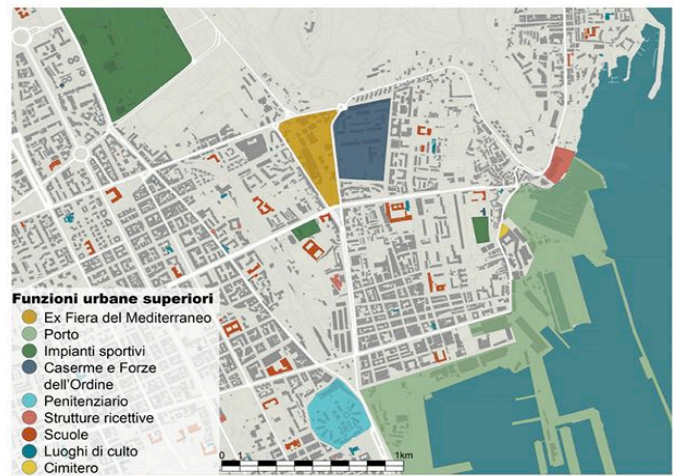 Funzioni urbane superiori
Ex Fiera del Mediterraneo
Porto
Impianti sportivi
Caserme e Forze
dell'Ordine
Penitenziario
Strutture ricettive
Scuole
Luoghi di culto
Cimitero
0 1km